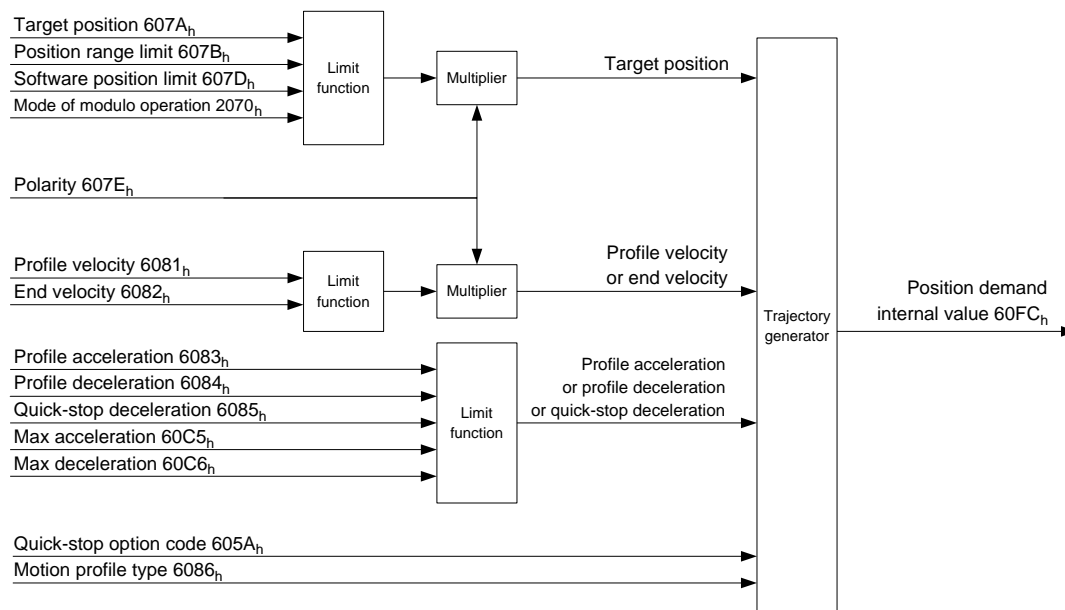 Target position 607Ah
Position range limit 607Bh
Software position limit 607Dh
Mode of modulo operation 2070h
Limit
function
Multiplier
Target position
Polarity 607Eh
Profile velocity 6081h
End velocity 6082h
Limit
function
Multiplier
Profile velocity
or end velocity
Trajectory
generator
Position demand
internal value 60FCh
Profile acceleration 6083h
Profile deceleration 6084h
Quick-stop deceleration 6085h
Max acceleration 60C5h
Max deceleration 60C6h
Limit
function
Profile acceleration
or profile deceleration
or quick-stop deceleration
Quick-stop option code 605Ah
Motion profile type 6086h